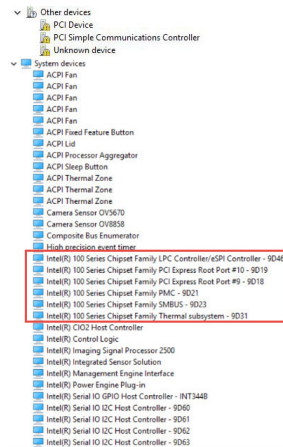 Other devices
PCI Device
PCI Simple Communications Controller
Unknown device
System devices
ACPI Fan
ACPI Fan
ACPI Fan
ACPI Fan
ACPI Fan
ACPI Fixed Feature Button
ACPI Lid
ACPI Processor Aggregator
ACPI Sleep Button
ACPI Thermal Zone
ACPI Thermal Zone
ACPI Thermal Zone
Camera Sensor OV5670
Camera Sensor OV8858
Composite Bus Enumerator
High precision event timer
Intel(R) 100 Series Chipset Family LPC Controller/eSPI Controller - 9D46
Intel(R) 100 Series Chipset Family PCI Express Root Port #10 - 9D19
Intel(R) 100 Series Chipset Family PCI Express Root Port #9 - 9D18
Intel(R) 100 Series Chipset Family PMC - 9D21
Intel(R) 100 Series Chipset Family SMBUS - 9D23
Intel(R) 100 Series Chipset Family Thermal subsystem - 9D31
Intel(R) CIO2 Host Controller
Intel(R) Control Logic
Intel(R) Imaging Signal Processor 2500
Intel(R) Integrated Sensor Solution
Intel(R) Management Engine Interface
Intel(R) Power Engine Plug-in
Intel(R) Serial IO GPIO Host Controller - INT344B
Intel(R) Serial IO I2C Host Controller - 9D60
Intel(R) Serial IO I2C Host Controller - 9D61
Intel(R) Serial IO I2C Host Controller - 9D62
Intel(R) Serial IO I2C Host Controller - 9D63